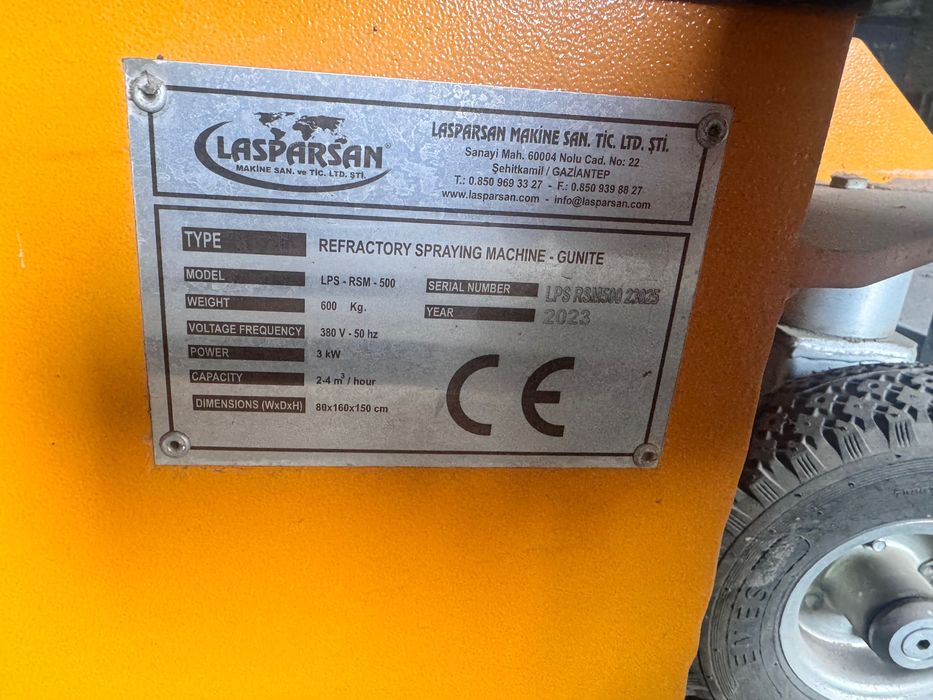 LASPARSAN®
MAKİNE SAN. ve TİC. LTD. ŞTİ.
LASPARSAN MAKİNE SAN. TİC. LTD. ŞTİ.
Sanayi Mah. 60004 Nolu Cad. No: 22
Şehitkamil / GAZİANTEP
T.: 0.850 969 33 27 - F.: 0.850 939 88 27
www.lasparsan.com - info@lasparsan.com
TYPE REFRACTORY SPRAYING MACHINE - GUNITE
MODEL LPS - RSM - 500
SERIAL NUMBER LPS RSM500 23025
WEIGHT 600 Kg.
YEAR 2023
VOLTAGE FREQUENCY 380 V - 50 hz
POWER 3 kW
CAPACITY 2-4 m³ / hour
DIMENSIONS (WxDxH) 80x160x150 cm
CE